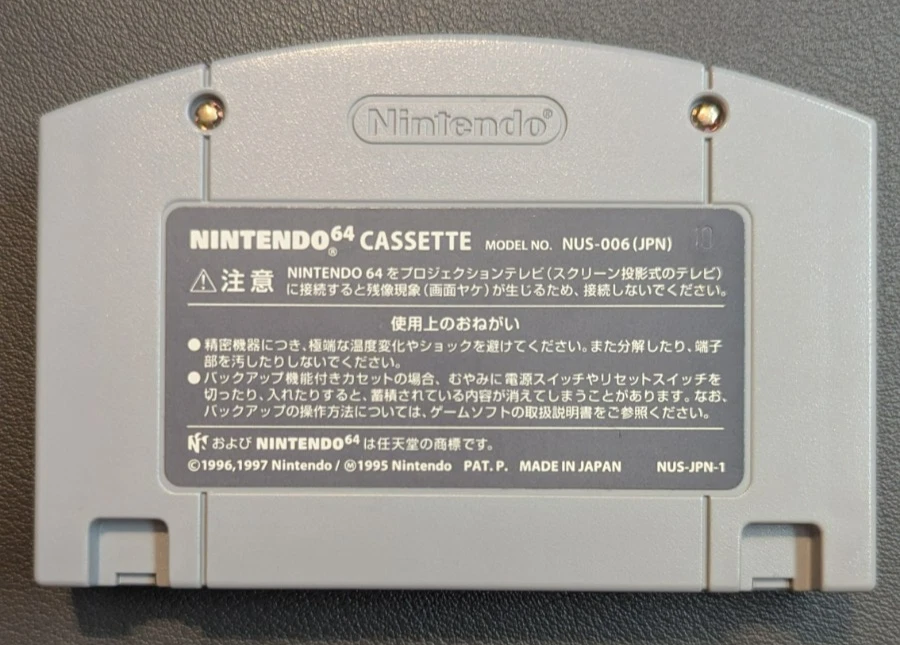 Nintendo®
NINTENDO®64 CASSETTE MODEL NO. NUS-006(JPN) 10
⚠注意 NINTENDO 64 をプロジェクションテレビ(スクリーン投影式のテレビ)
に接続すると残像現象(画面ヤケ)が生じるため、接続しないでください。
使用上のおねがい
●精密機器につき、極端な温度変化やショックを避けてください。また分解したり、端子
部を汚したりしないでください。
●バックアップ機能付きカセットの場合、むやみに電源スイッチやリセットスイッチを
切ったり、入れたりすると、蓄積されている内容が消えてしまうことがあります。なお、
バックアップの操作方法については、ゲームソフトの取扱説明書をご参照ください。
および NINTENDO64 は任天堂の商標です。
©1996,1997 Nintendo / Ⓜ1995 Nintendo PAT. P. MADE IN JAPAN NUS-JPN-1